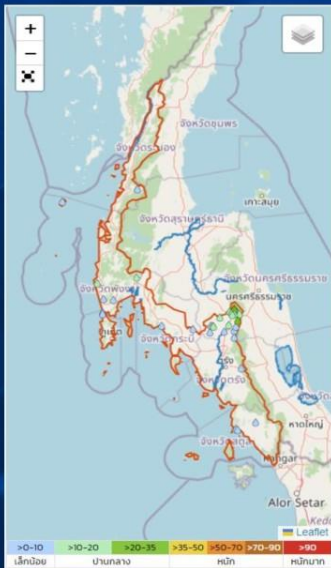 +
−
จังหวัดชุมพร
จังหวัดระนอง
เกาะสมุย
จังหวัดสุราษฎร์ธานี
จังหวัดนครศรีธรรมราช
จังหวัดพังงา
นครศรีธรรมราช
ภูเก็ต
จังหวัดกระบี่
ตรัง
จังหวัดตรัง
หาดใหญ่
จังหวัดสตูล
Kangar
Alor Setar
Leaflet
>0-10 >10-20 >20-35 >35-50 >50-70 >70-90 >90
เล็กน้อย ปานกลาง หนัก หนักมาก